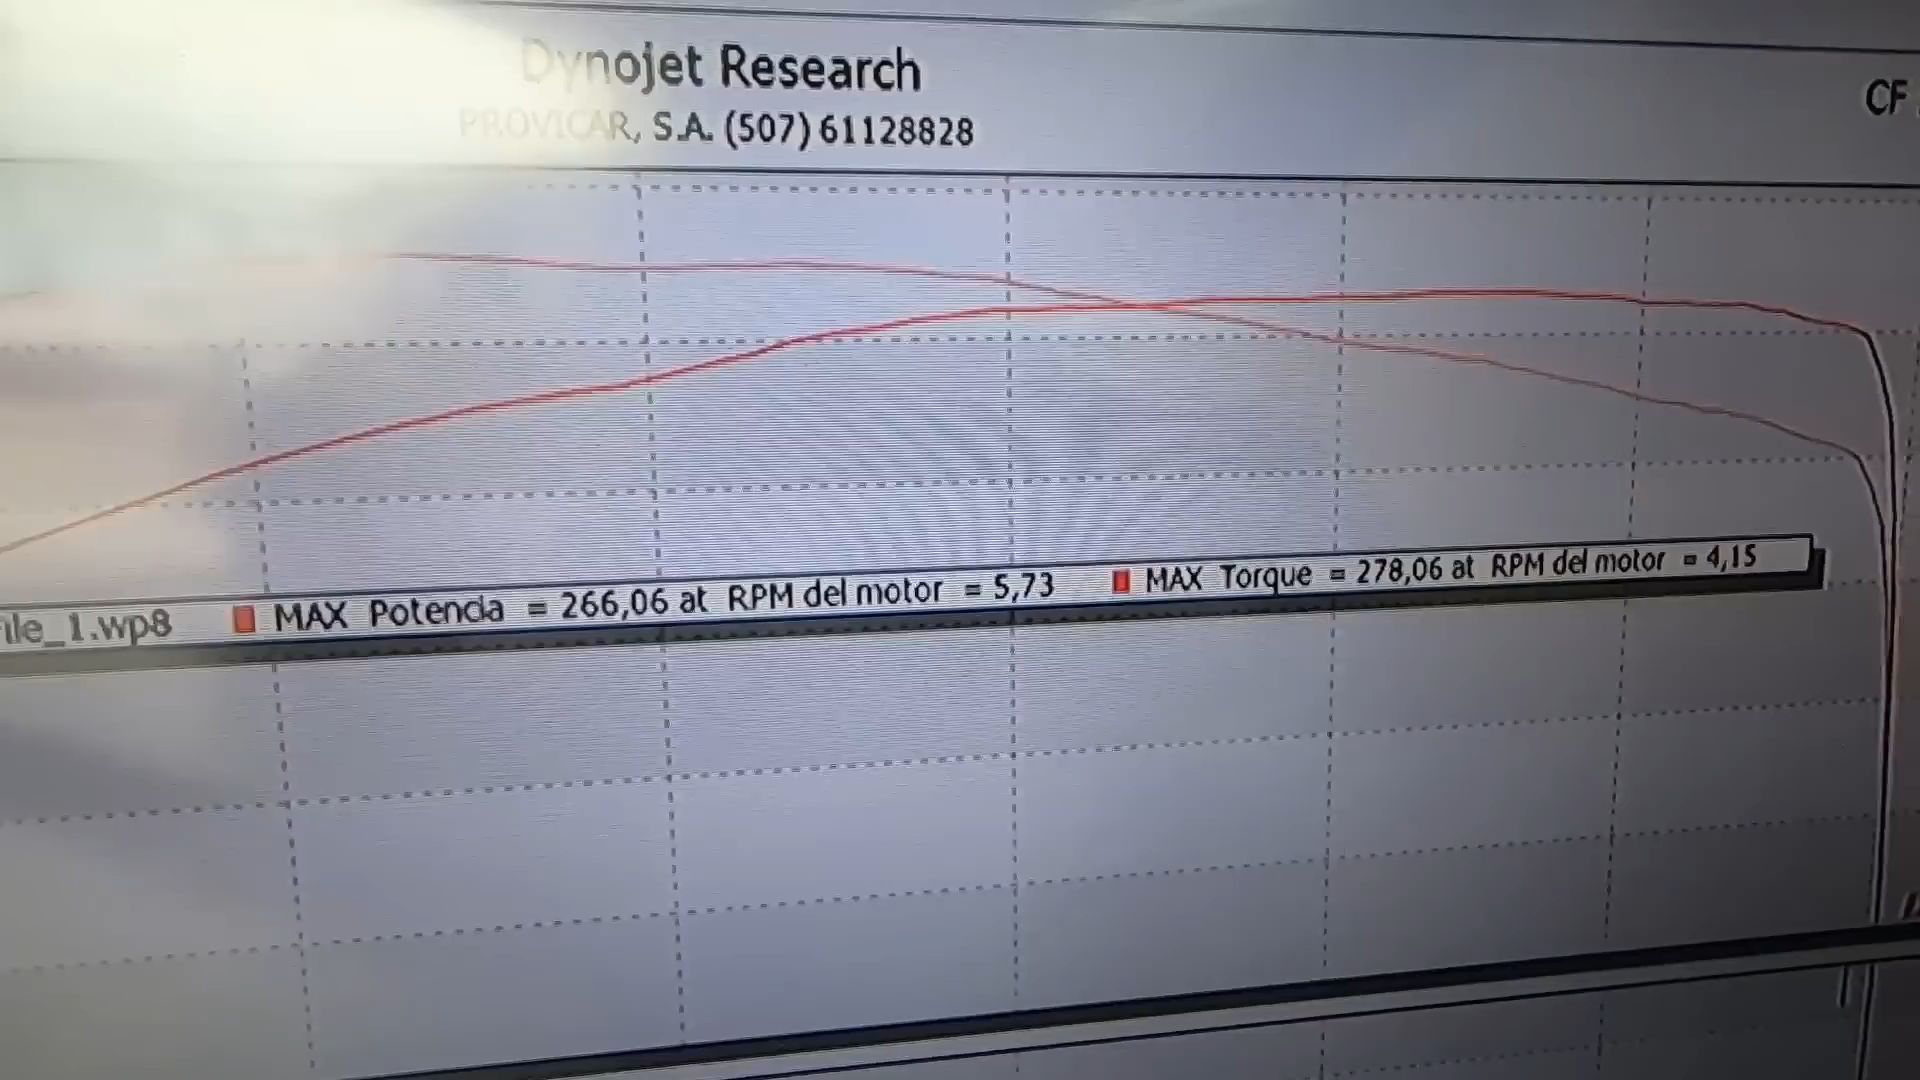 Dynojet Research
CF
PROVICAR, S.A. (507) 61128828
ile_1.wp8 MAX Potencia = 266,06 at RPM del motor = 5,73 MAX Torque = 278,06 at RPM del motor = 4,15